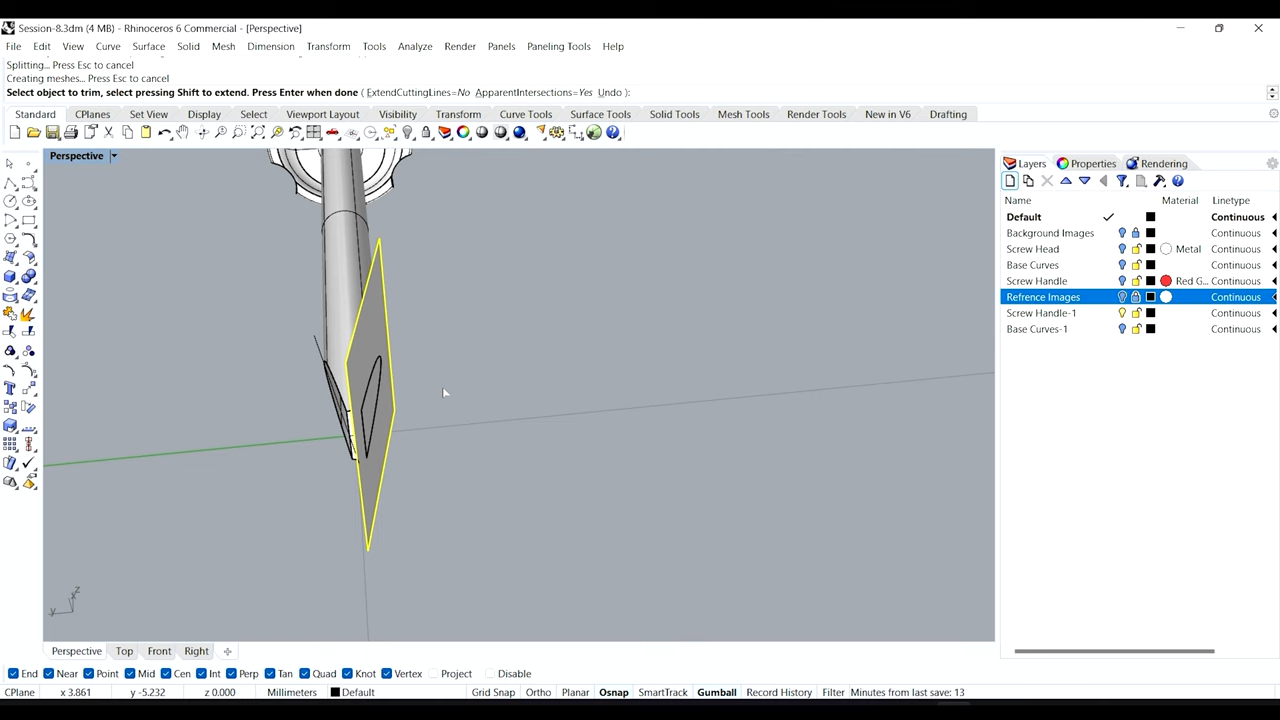 Session-8.3dm (4 MB) - Rhinoceros 6 Commercial - [Perspective]
File Edit View Curve Surface Solid Mesh Dimension Transform Tools Analyze Render Panels Paneling Tools Help
Splitting... Press Esc to cancel
Creating meshes... Press Esc to cancel
Select object to trim, select pressing Shift to extend. Press Enter when done ( ExtendCuttingLines=No ApparentIntersections=Yes Undo ):
Standard CPlanes Set View Display Select Viewport Layout Visibility Transform Curve Tools Surface Tools Solid Tools Mesh Tools Render Tools New in V6 Drafting
Perspective
Layers Properties Rendering
Name Material Linetype
Default Continuous
Background Images Continuous
Screw Head Metal Continuous
Base Curves Continuous
Screw Handle Red G... Continuous
Refrence Images Continuous
Screw Handle-1 Continuous
Base Curves-1 Continuous
z
x
y
Perspective Top Front Right
End Near Point Mid Cen Int Perp Tan Quad Knot Vertex Project Disable
CPlane x 3.861 y -5.232 z 0.000 Millimeters Default Grid Snap Ortho Planar Osnap SmartTrack Gumball Record History Filter Minutes from last save: 13